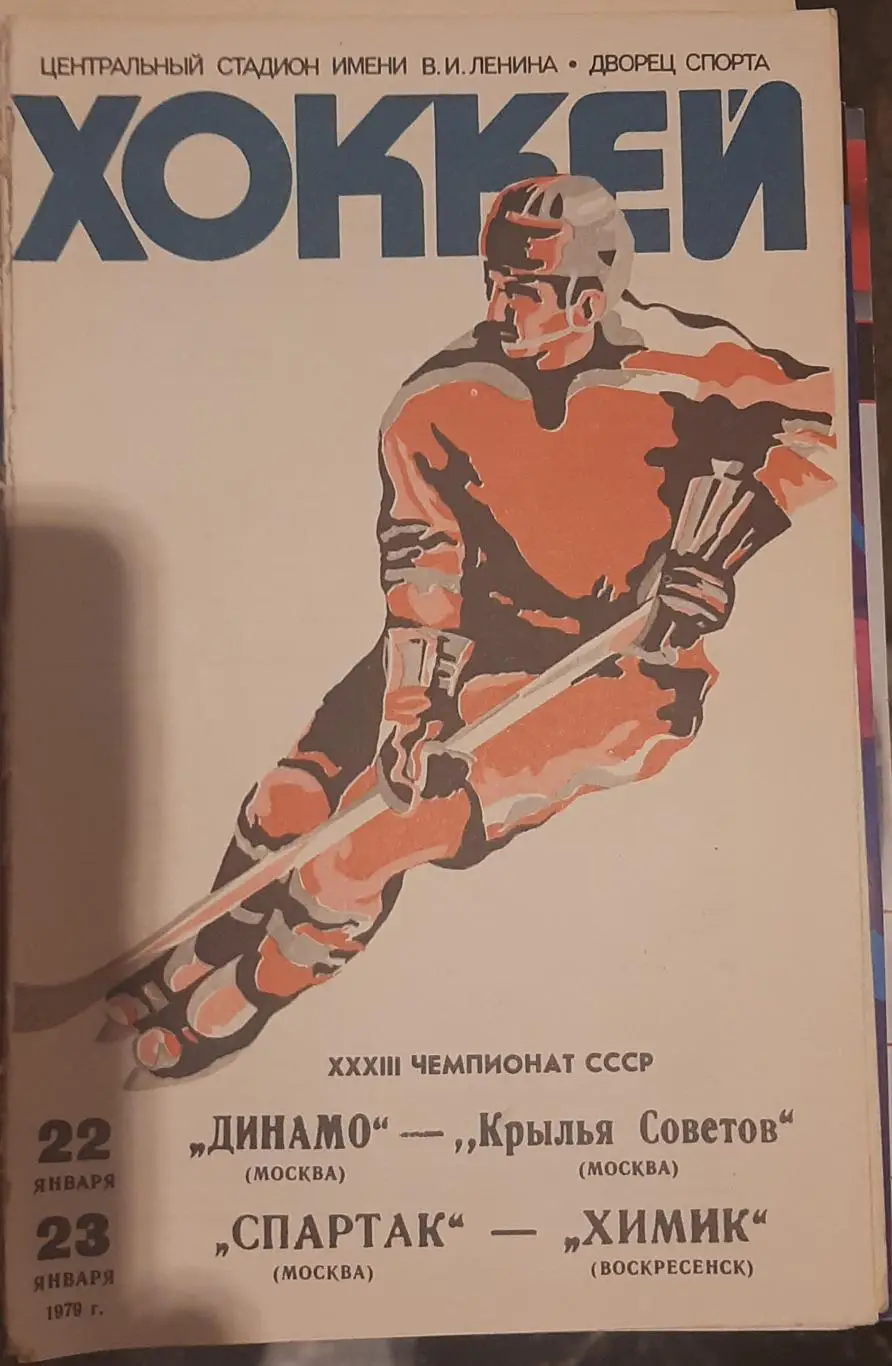 ЦЕНТРАЛЬНЫЙ СТАДИОН ИМЕНИ В.И.ЛЕНИНА • ДВОРЕЦ СПОРТА
ХОККЕЙ
XXXIII ЧЕМПИОНАТ СССР
22 „ДИНАМО“ — „Крылья Советов“
ЯНВАРЯ (МОСКВА) (МОСКВА)
23 „СПАРТАК“ — „ХИМИК“
ЯНВАРЯ (МОСКВА) (ВОСКРЕСЕНСК)
1979 г.